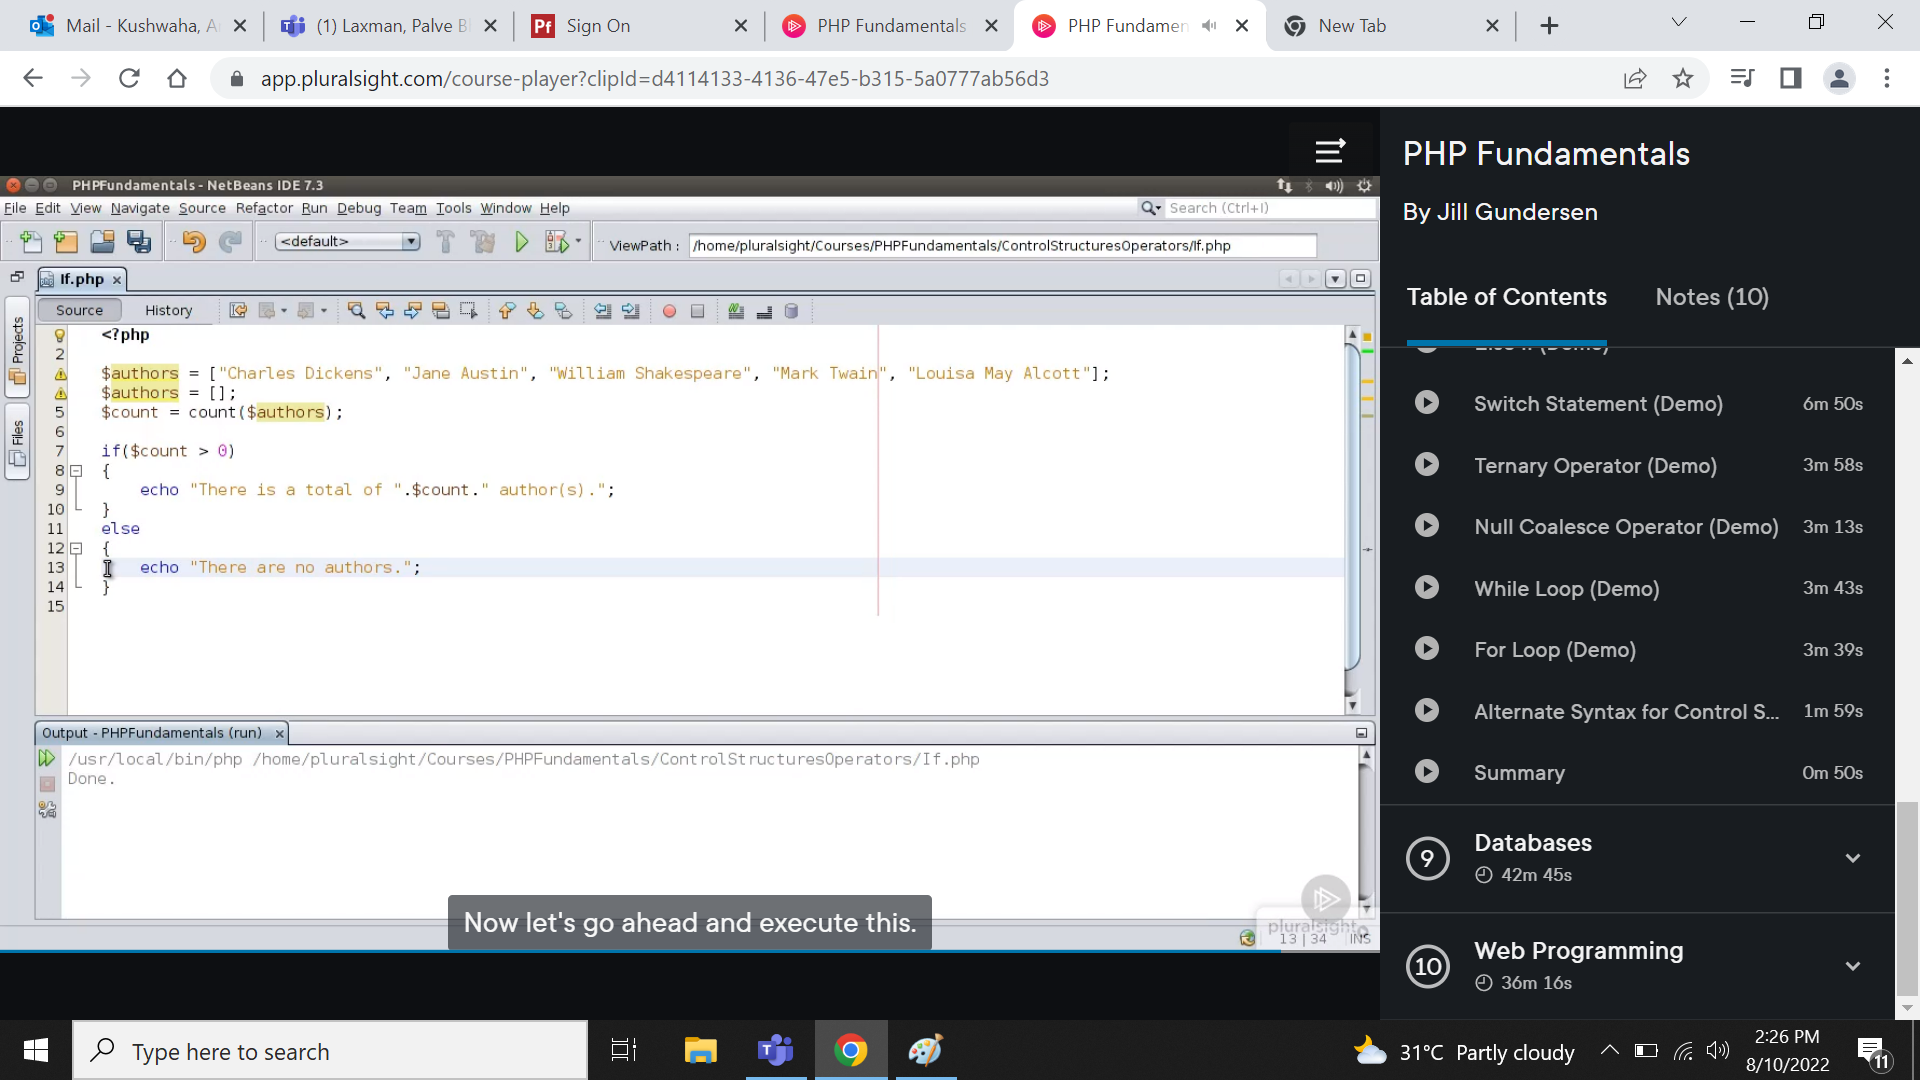 Mail - Kushwaha, A
(1) Laxman, Palve B
Sign On
PHP Fundamentals
PHP Fundamen
New Tab
app.pluralsight.com/course-player?clipId=d4114133-4136-47e5-b315-5a0777ab56d3
PHPFundamentals - NetBeans IDE 7.3
File Edit View Navigate Source Refactor Run Debug Team Tools Window Help
Search (Ctrl+I)
<default>
ViewPath : /home/pluralsight/Courses/PHPFundamentals/ControlStructuresOperators/If.php
If.php
Source History
Projects
Files
<?php
2
$authors = ["Charles Dickens", "Jane Austin", "William Shakespeare", "Mark Twain", "Louisa May Alcott"];
$authors = [];
5 $count = count($authors);
6
7 if($count > 0)
8 {
9 echo "There is a total of ".$count." author(s).";
10 }
11 else
12 {
13 echo "There are no authors.";
14 }
15
Output - PHPFundamentals (run)
/usr/local/bin/php /home/pluralsight/Courses/PHPFundamentals/ControlStructuresOperators/If.php
Done.
Now let's go ahead and execute this.
pluralsight
13 | 34 INS
PHP Fundamentals
By Jill Gundersen
Table of Contents
Notes (10)
Switch Statement (Demo) 6m 50s
Ternary Operator (Demo) 3m 58s
Null Coalesce Operator (Demo) 3m 13s
While Loop (Demo) 3m 43s
For Loop (Demo) 3m 39s
Alternate Syntax for Control S... 1m 59s
Summary 0m 50s
9 Databases
42m 45s
10 Web Programming
36m 16s
Type here to search
31°C Partly cloudy
2:26 PM
8/10/2022
11